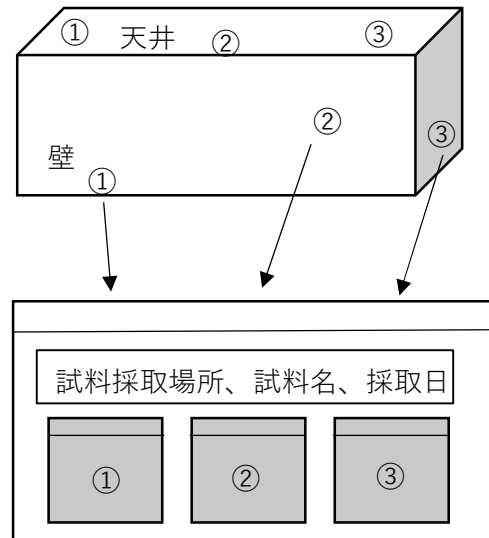 ① 天井 ② ③
② ③
壁 ①
試料採取場所、試料名、採取日
① ② ③